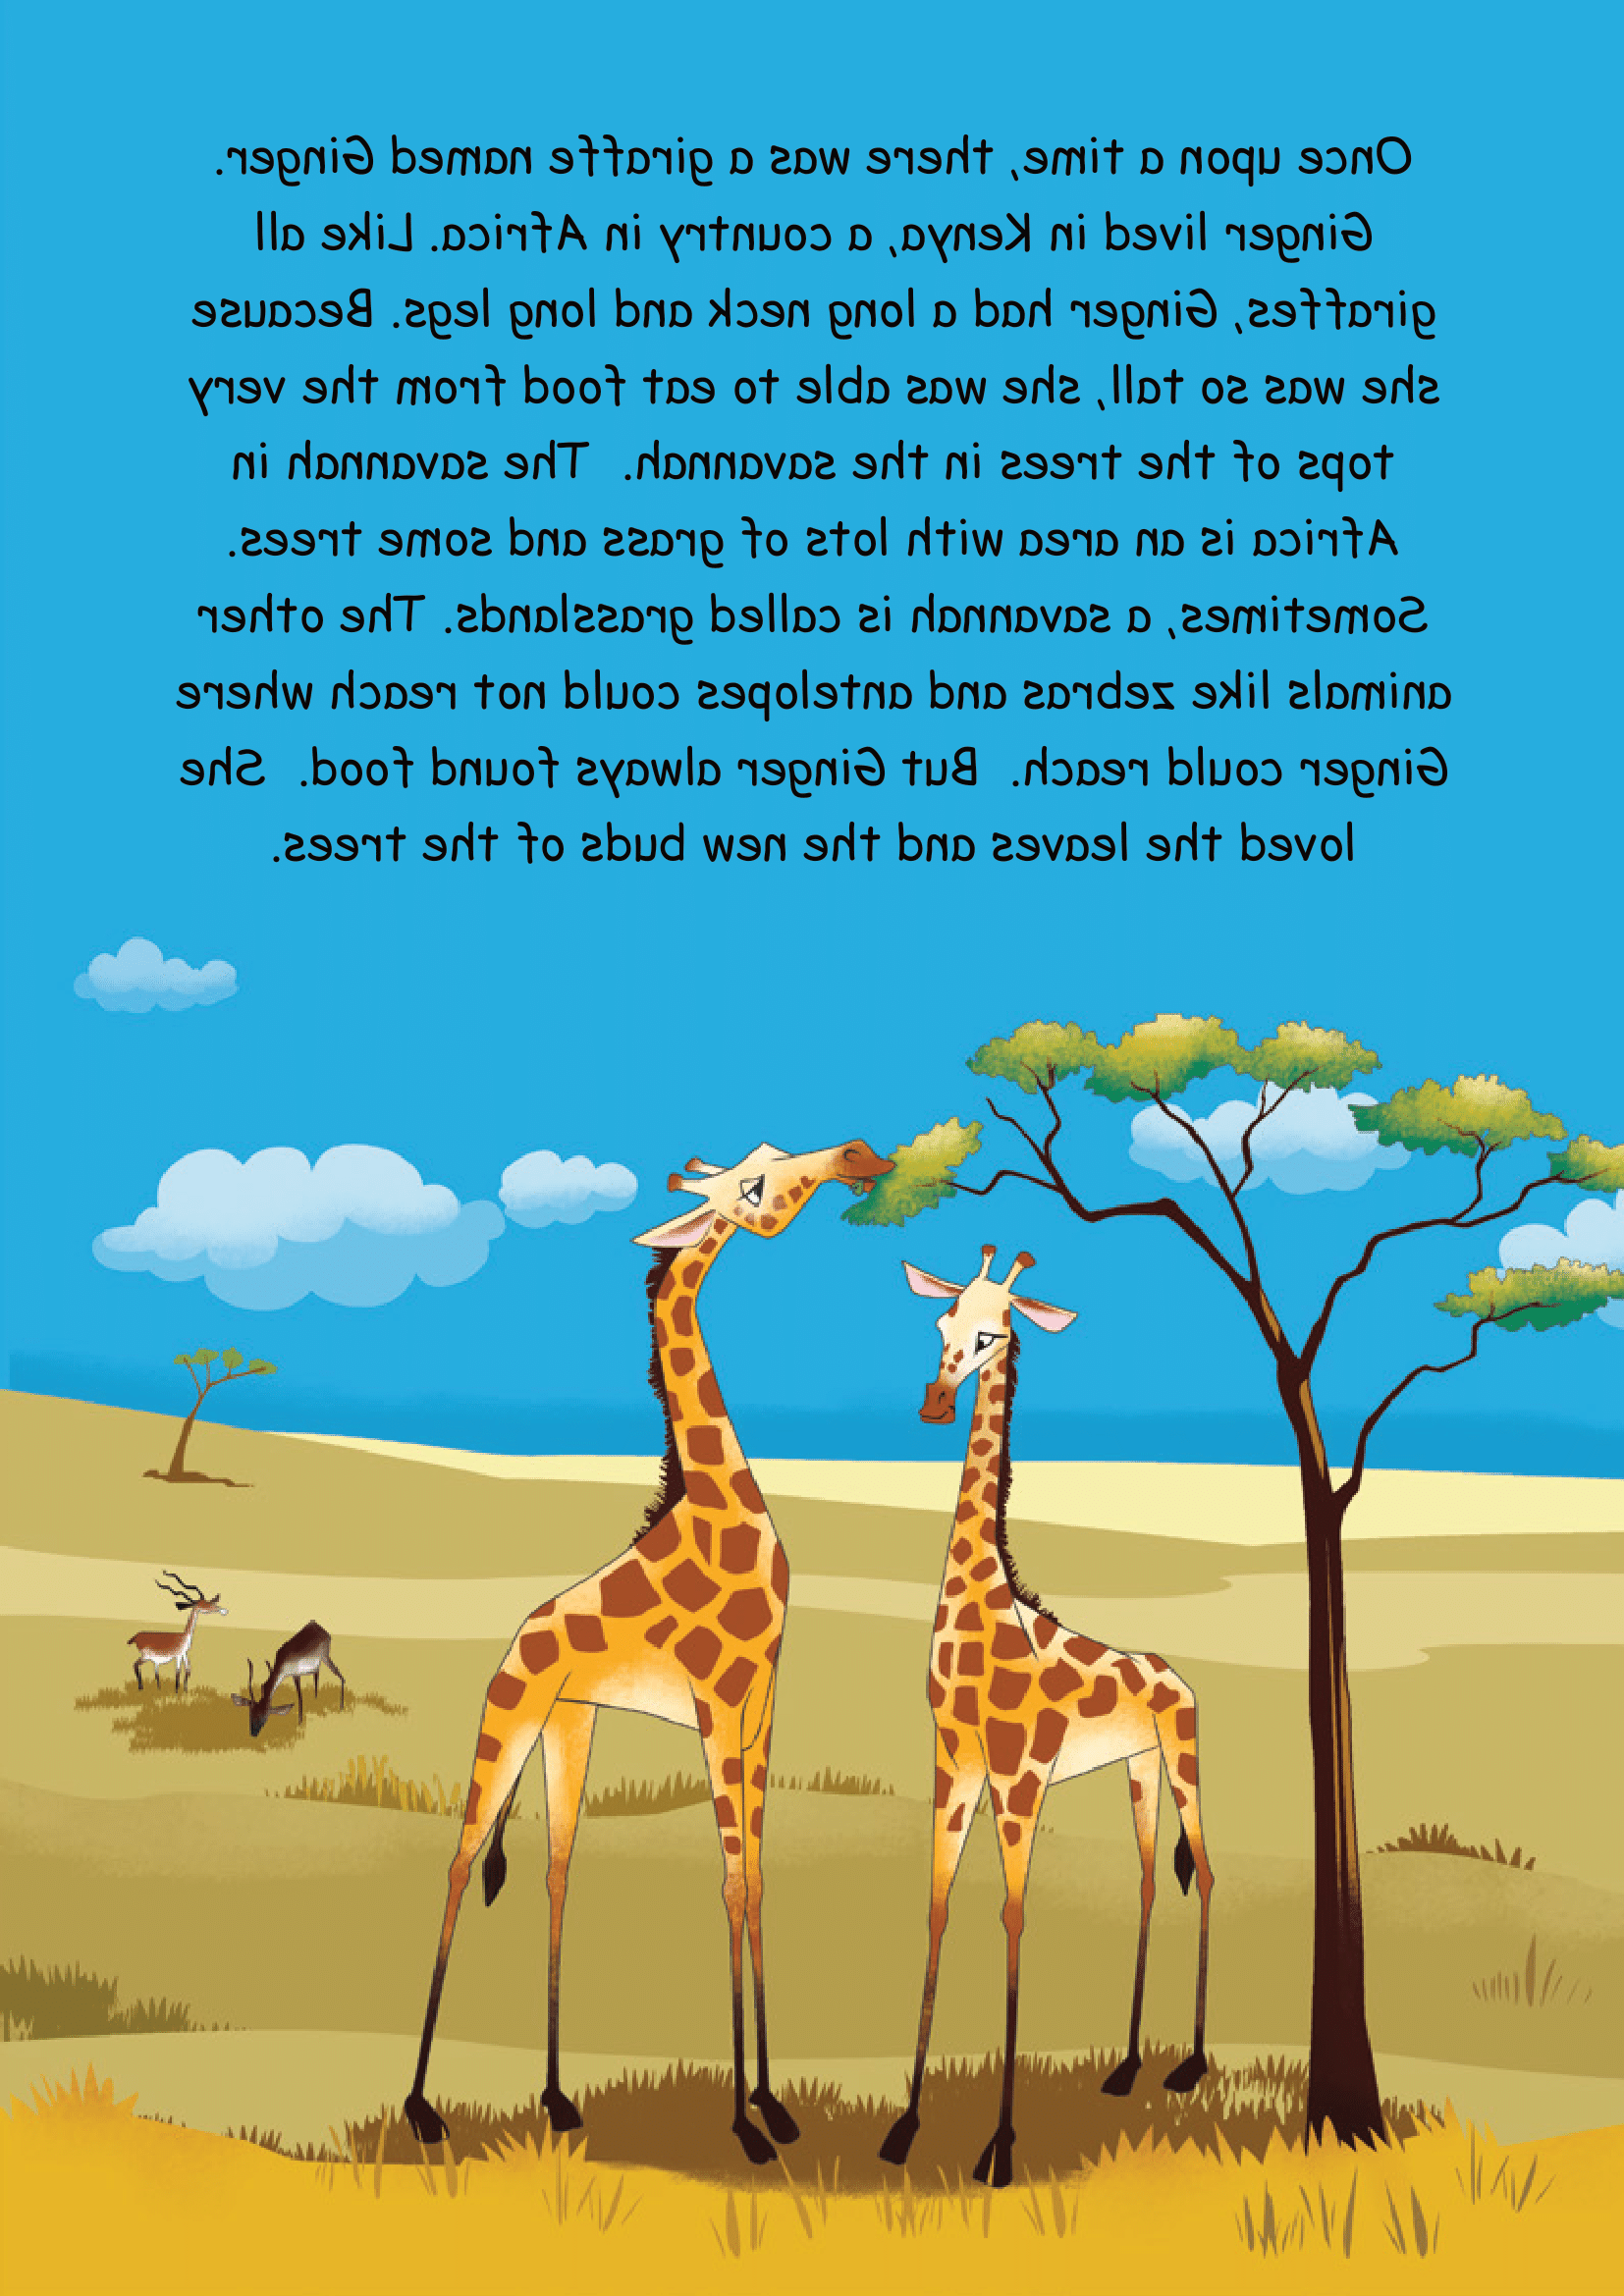 Once upon a time, there was a giraffe named Ginger.
Ginger lived in Kenya, a country in Africa. Like all
giraffes, Ginger had a long neck and long legs. Because
she was so tall, she was able to eat food from the very
tops of the trees in the savannah.  The savannah in
Africa is an area with lots of grass and some trees.
Sometimes, a savannah is called grasslands. The other
animals like zebras and antelopes could not reach where
Ginger could reach.  But Ginger always found food.  She
loved the leaves and the new buds of the trees.